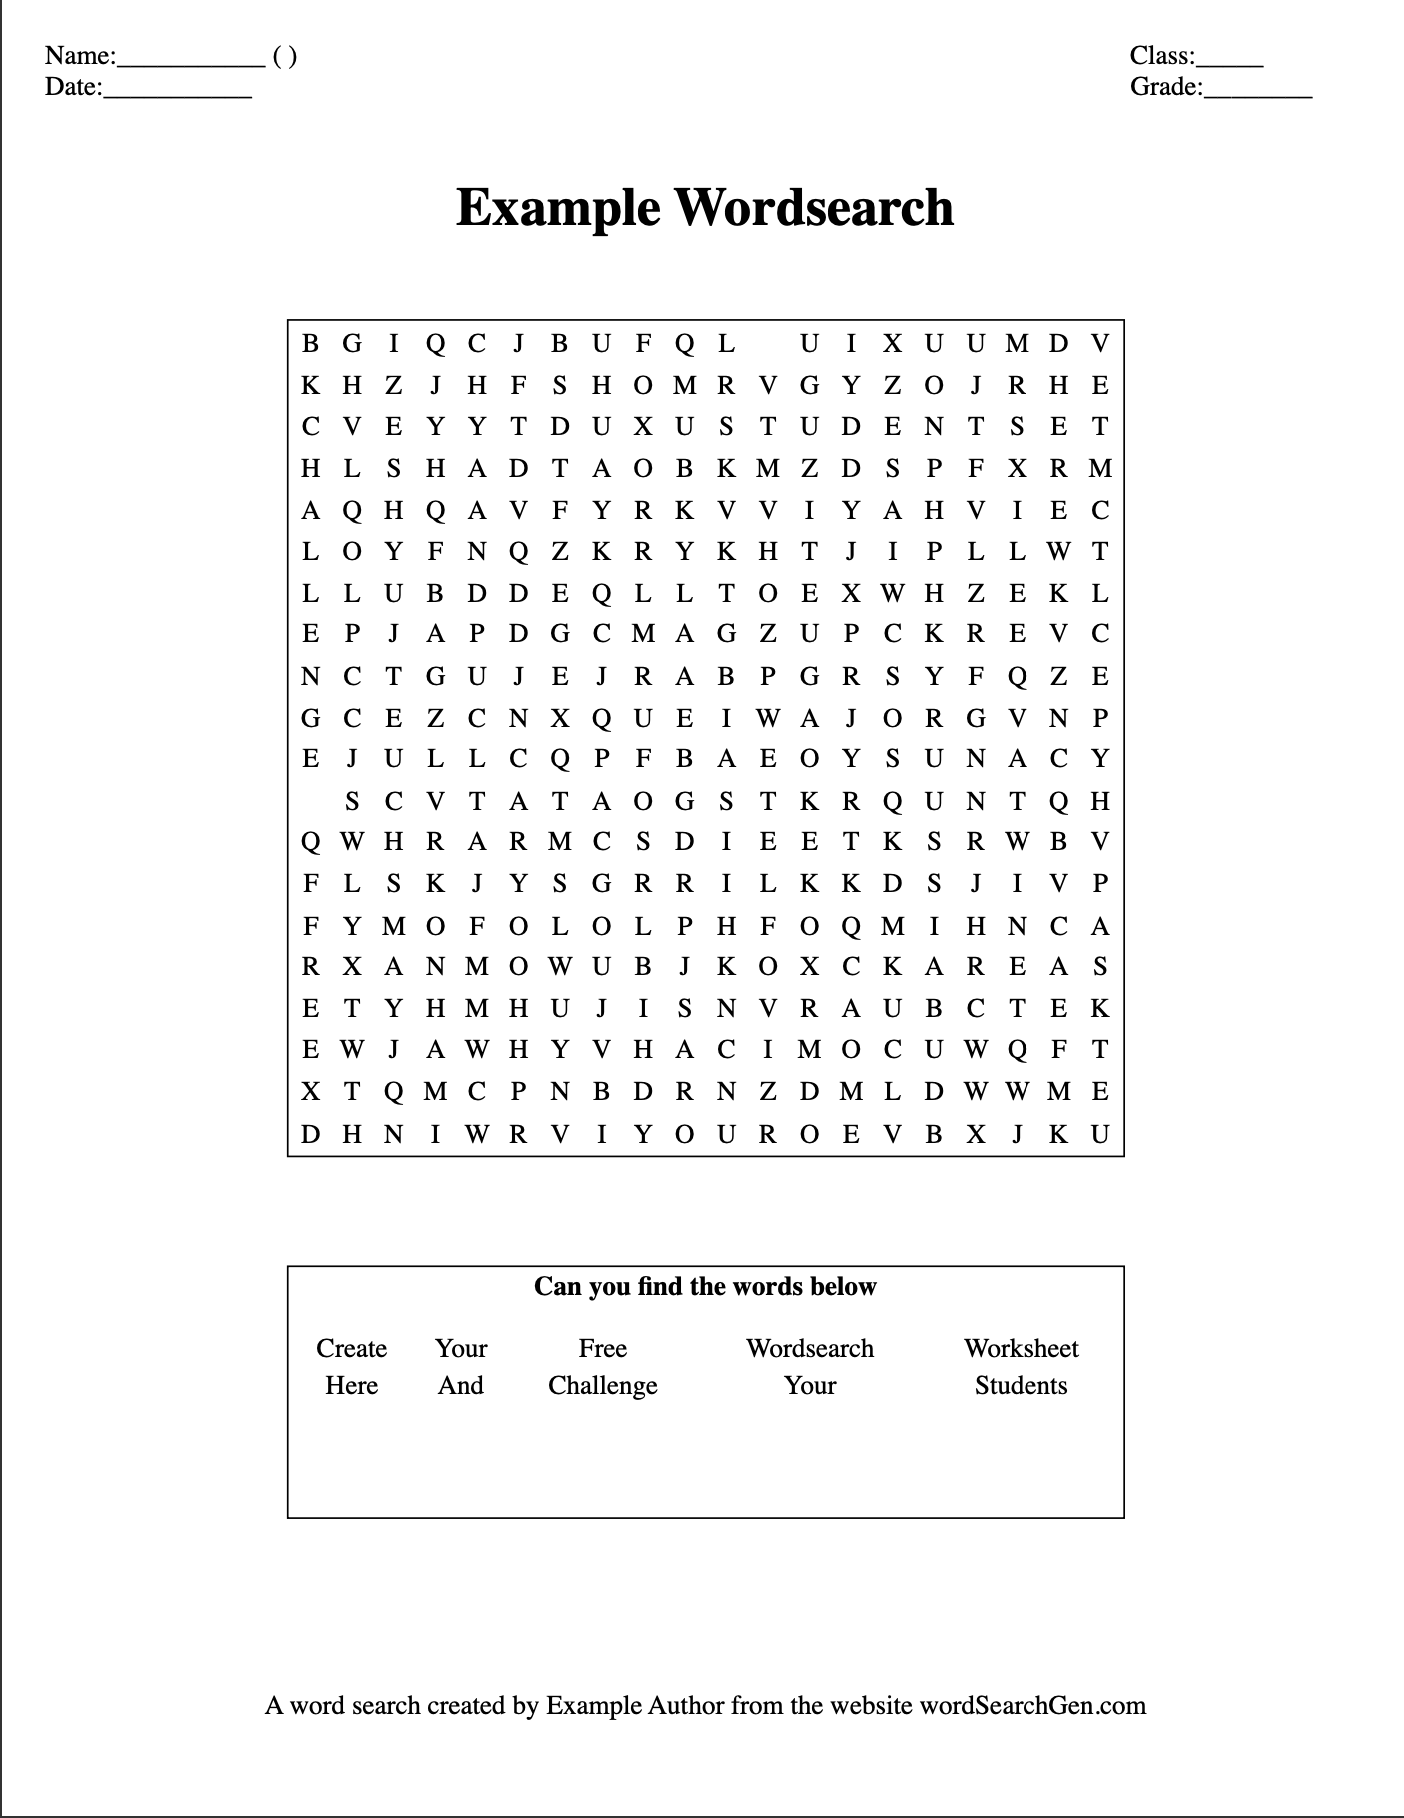 Name:___________ ( )
Class:_____
Date:___________
Grade:________
Example Wordsearch
B G I Q C J B U F Q L   U I X U U M D V
K H Z J H F S H O M R V G Y Z O J R H E
C V E Y Y T D U X U S T U D E N T S E T
H L S H A D T A O B K M Z D S P F X R M
A Q H Q A V F Y R K V V I Y A H V I E C
L O Y F N Q Z K R Y K H T J I P L L W T
L L U B D D E Q L L T O E X W H Z E K L
E P J A P D G C M A G Z U P C K R E V C
N C T G U J E J R A B P G R S Y F Q Z E
G C E Z C N X Q U E I W A J O R G V N P
E J U L L C Q P F B A E O Y S U N A C Y
  S C V T A T A O G S T K R Q U N T Q H
Q W H R A R M C S D I E E T K S R W B V
F L S K J Y S G R R I L K K D S J I V P
F Y M O F O L O L P H F O Q M I H N C A
R X A N M O W U B J K O X C K A R E A S
E T Y H M H U J I S N V R A U B C T E K
E W J A W H Y V H A C I M O C U W Q F T
X T Q M C P N B D R N Z D M L D W W M E
D H N I W R V I Y O U R O E V B X J K U
Can you find the words below
Create Your Free Wordsearch Worksheet
Here And Challenge Your Students
A word search created by Example Author from the website wordSearchGen.com